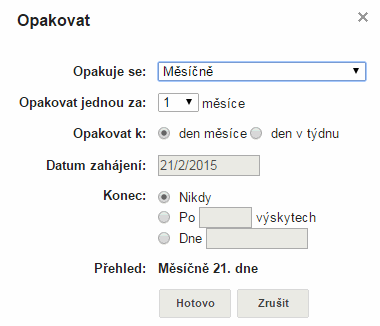 Opakovat
Opakuje se: Měsíčně
Opakovat jednou za: 1 měsíce
Opakovat k: den měsíce den v týdnu
Datum zahájení: 21/2/2015
Konec: Nikdy
Po výskytech
Dne
Přehled: Měsíčně 21. dne
Hotovo Zrušit